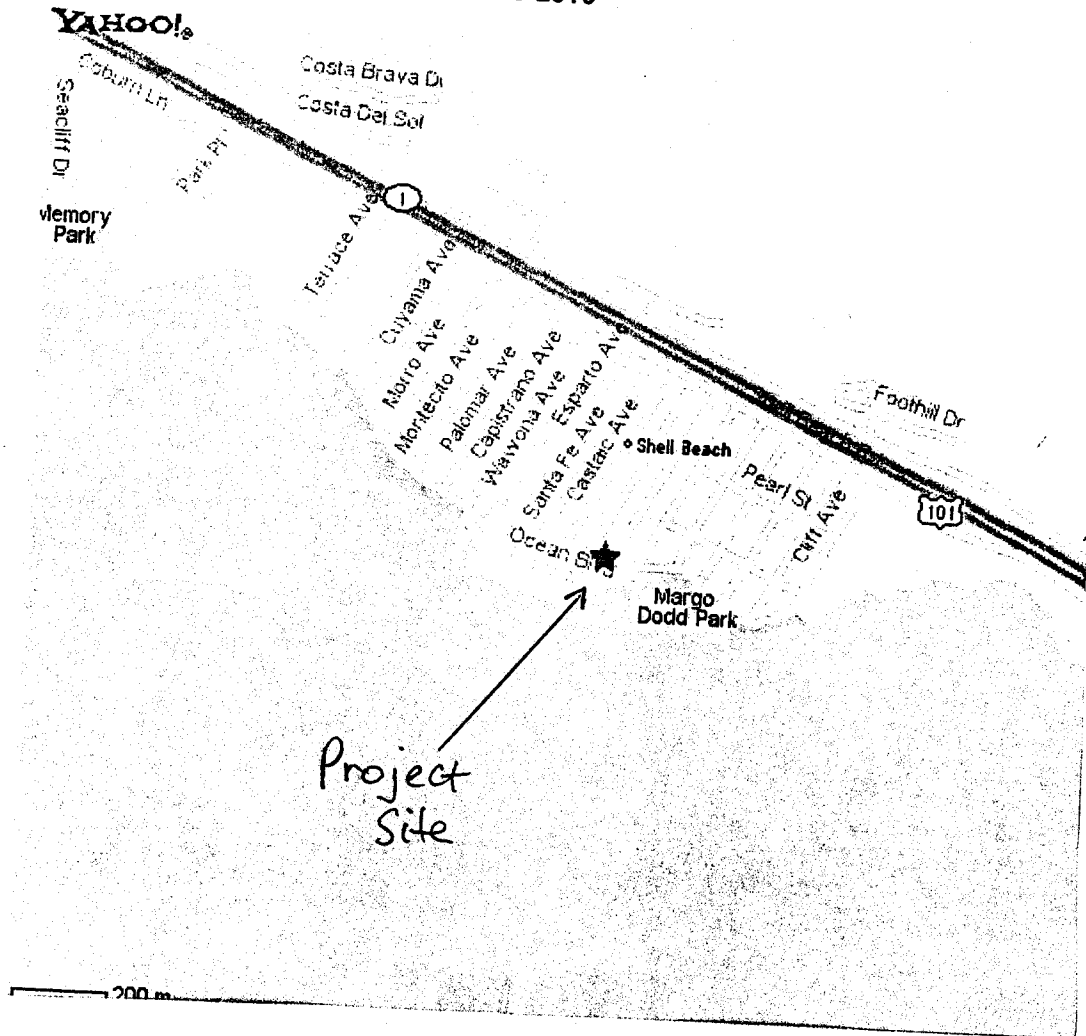 YAHOO!®
Costa Brava Dr
Coburn Ln
Costa Del Sol
Seacliff Dr
Park Pl
1
Memory
Park
Terrace Ave
Cuyama Ave
Morro Ave
Montecito Ave
Palomar Ave
Capistrano Ave
Wawona Ave
Esparto Ave
Santa Fe Ave
Castaic Ave
Shell Beach
Foothill Dr
Pearl St
Cliff Ave
101
Ocean Blvd
Margo
Dodd Park
Project
Site
200 m